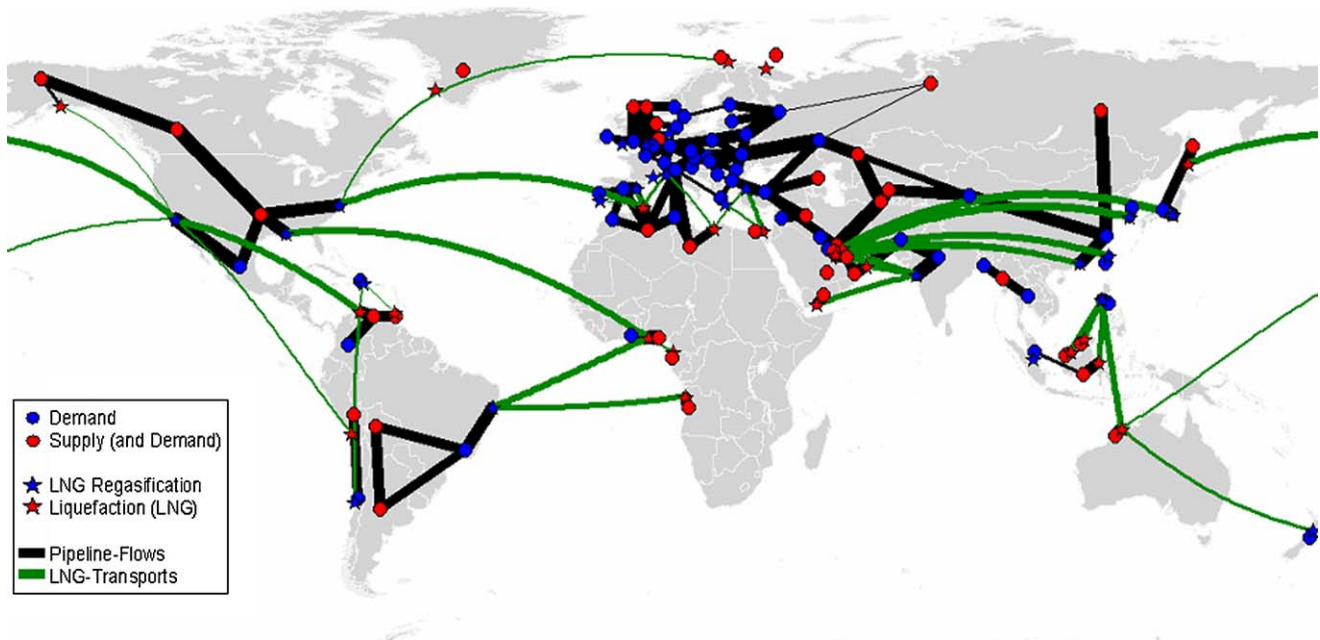 Demand
Supply (and Demand)
LNG Regasification
Liquefaction (LNG)
Pipeline-Flows
LNG-Transports